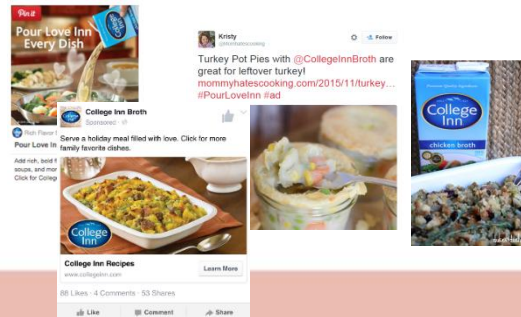 Pin it
Pour Love Inn
Every Dish
Follow
Rich Flavor
Pour Love Inn
Add rich, bold f
soups, and mor
Click for Colleg
College Inn Broth
Sponsored
Serve a holiday meal filled with love. Click for more
family favorite dishes.
College
Inn
College Inn Recipes
www.collegeinn.com
Learn More
88 Likes · 4 Comments · 53 Shares
Like
Comment
Share
Kristy
Follow
Turkey Pot Pies with @CollegeInnBroth are
great for leftover turkey!
mommyhatescooking.com/2015/11/turkey…
#PourLoveInn #ad
College
Inn
chicken broth